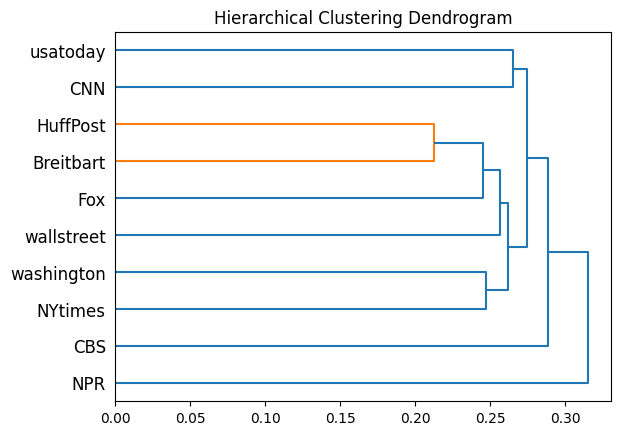 Hierarchical Clustering Dendrogram
usatoday
CNN
HuffPost
Breitbart
Fox
wallstreet
washington
NYtimes
CBS
NPR
0.00 0.05 0.10 0.15 0.20 0.25 0.30